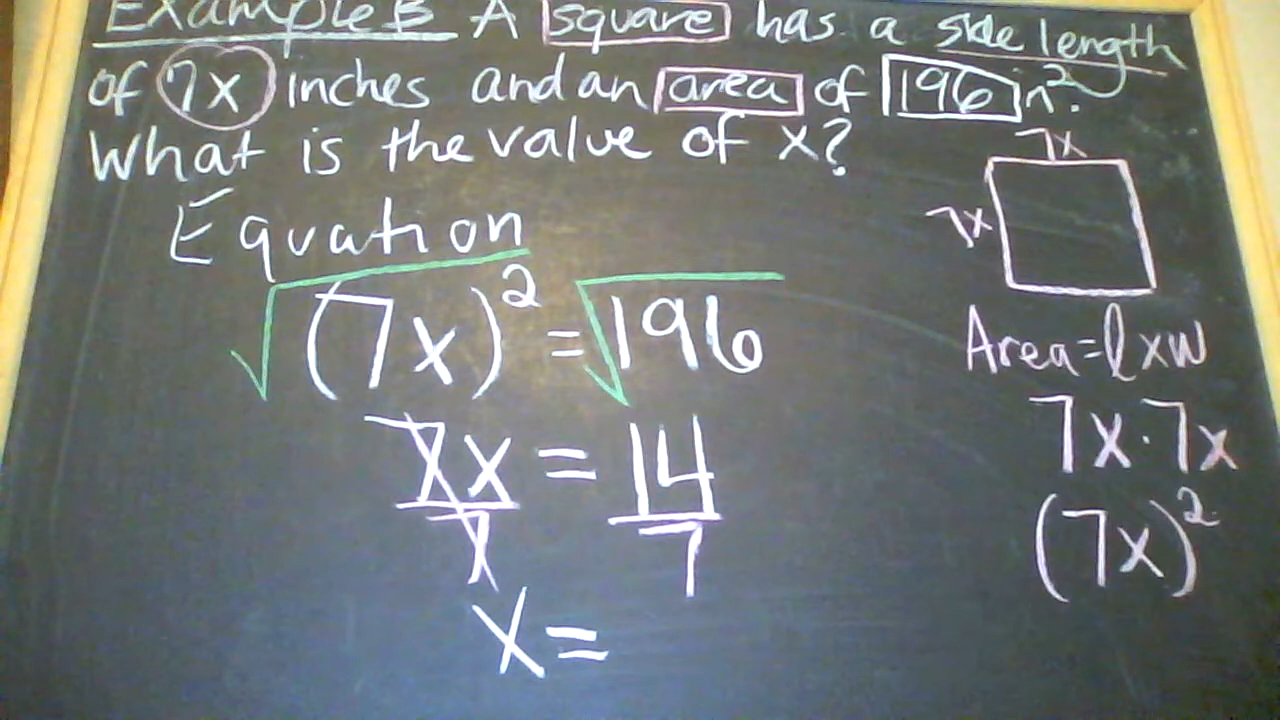 Example B A square has a side length
of 7x inches and an area of 196 in².
What is the value of x?
Equation
√(7x)² = √196
7x/7 = 14/7
x =
7x
7x
Area = l x w
7x · 7x
(7x)²